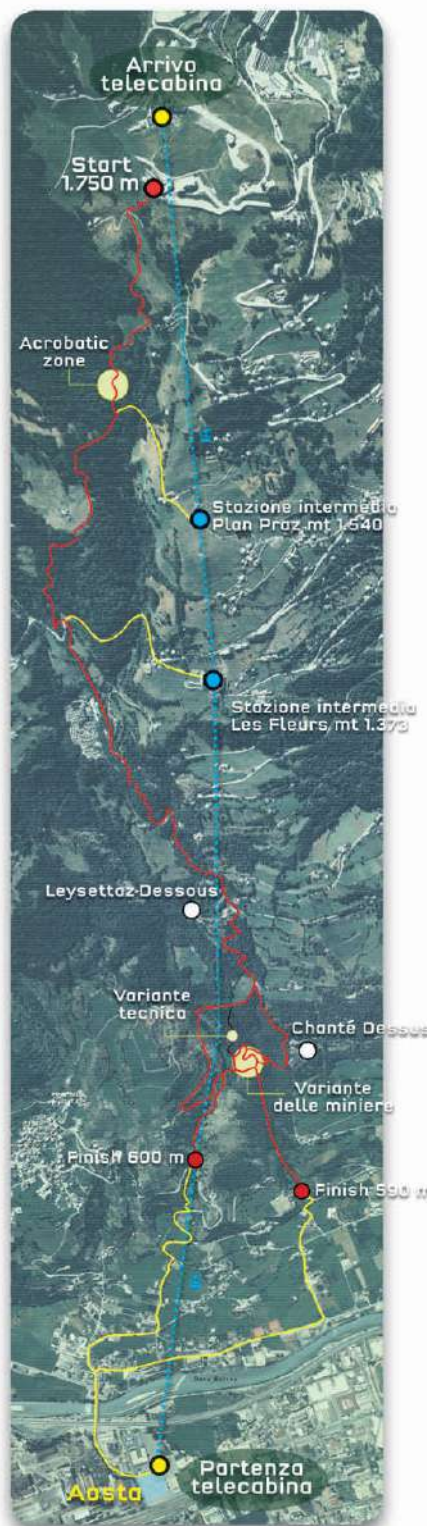 Arrivo
telecabina
Start
1.750 m
Acrobatic
zone
Stazione intermedia
Plan Praz mt 1.540
Stazione intermedia
Les Fleurs mt 1.373
Leysettaz-Dessous
Variante
tecnica
Chanté Dessus
Variante
delle miniere
Finish 600 m
Finish 590 m
Aosta
Partenza
telecabina